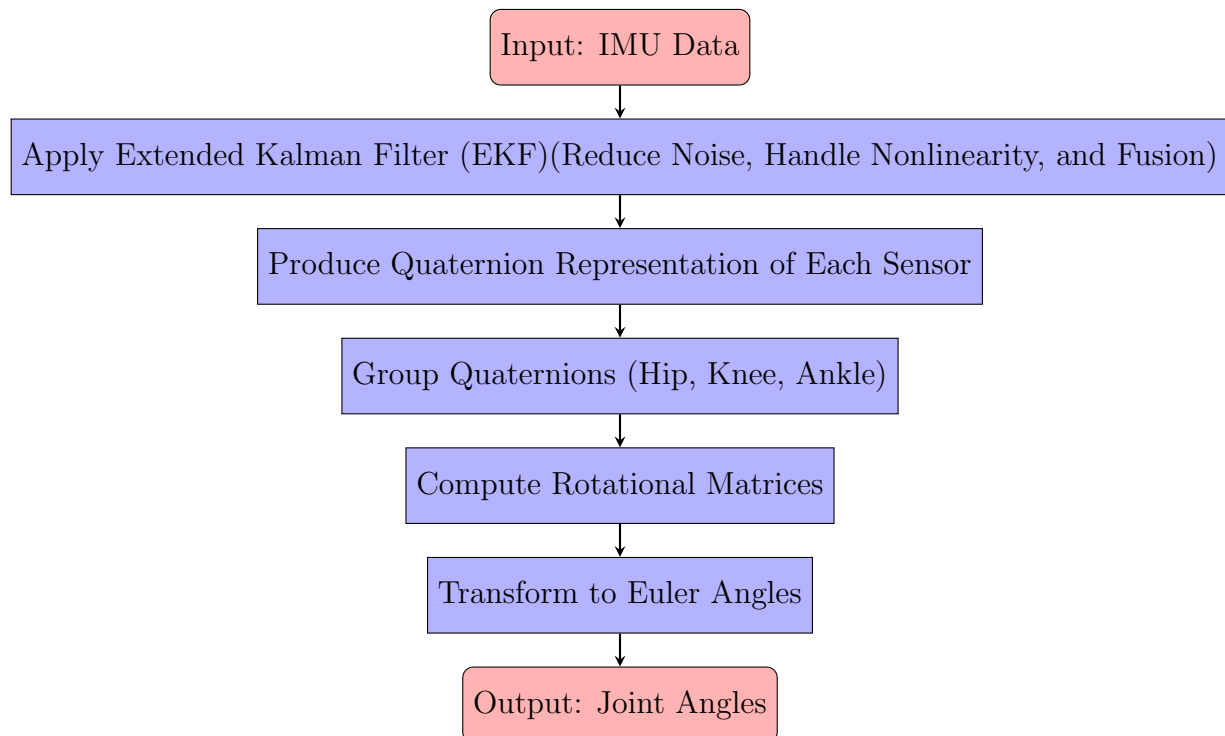 Input: IMU Data
Apply Extended Kalman Filter (EKF)(Reduce Noise, Handle Nonlinearity, and Fusion)
Produce Quaternion Representation of Each Sensor
Group Quaternions (Hip, Knee, Ankle)
Compute Rotational Matrices
Transform to Euler Angles
Output: Joint Angles